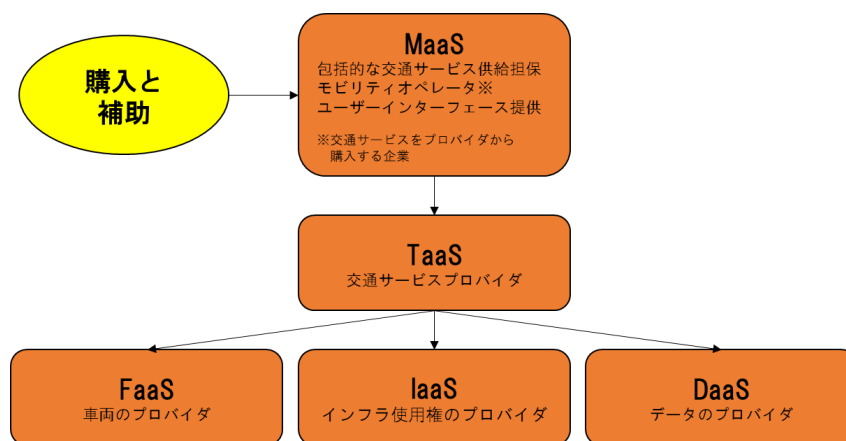 購入と
補助
MaaS
包括的な交通サービス供給担保
モビリティオペレータ※
ユーザーインターフェース提供
※交通サービスをプロバイダから
購入する企業
TaaS
交通サービスプロバイダ
FaaS
車両のプロバイダ
IaaS
インフラ使用権のプロバイダ
DaaS
データのプロバイダ